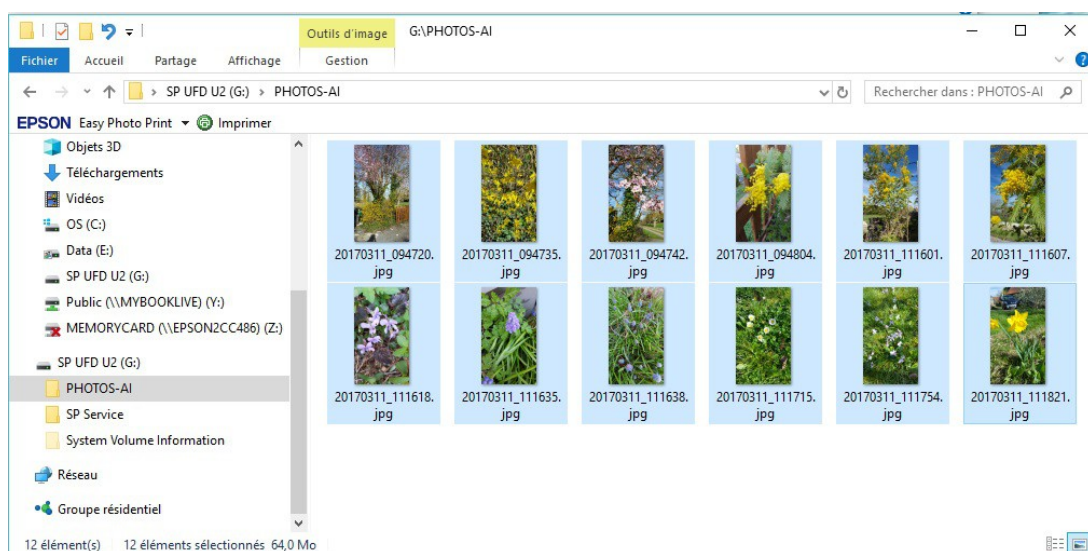 Outils d'image G:\PHOTOS-AI
Fichier Accueil Partage Affichage Gestion
SP UFD U2 (G:) > PHOTOS-AI
Rechercher dans : PHOTOS-AI
EPSON Easy Photo Print Imprimer
Objets 3D
Téléchargements
Vidéos
OS (C:)
Data (E:)
SP UFD U2 (G:)
Public (\\MYBOOKLIVE) (Y:)
MEMORYCARD (\\EPSON2CC486) (Z:)
SP UFD U2 (G:)
PHOTOS-AI
SP Service
System Volume Information
Réseau
Groupe résidentiel
20170311_094720.jpg
20170311_094735.jpg
20170311_094742.jpg
20170311_094804.jpg
20170311_111601.jpg
20170311_111607.jpg
20170311_111618.jpg
20170311_111635.jpg
20170311_111638.jpg
20170311_111715.jpg
20170311_111754.jpg
20170311_111821.jpg
12 élément(s) 12 éléments sélectionnés 64,0 Mo